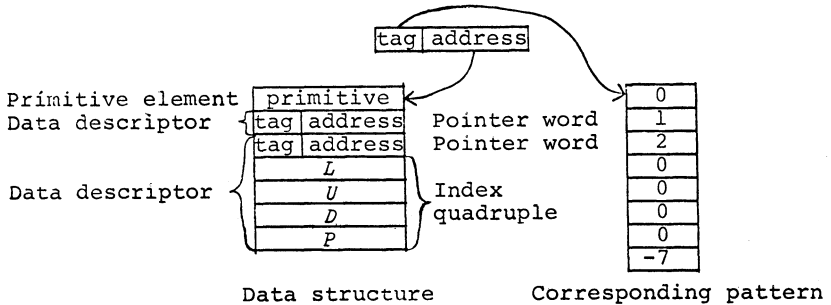 tag address
Primitive element primitive 0
Data descriptor tag address Pointer word 1
tag address Pointer word 2
L 0
Data descriptor U Index 0
D quadruple 0
P 0
-7
Data structure Corresponding pattern